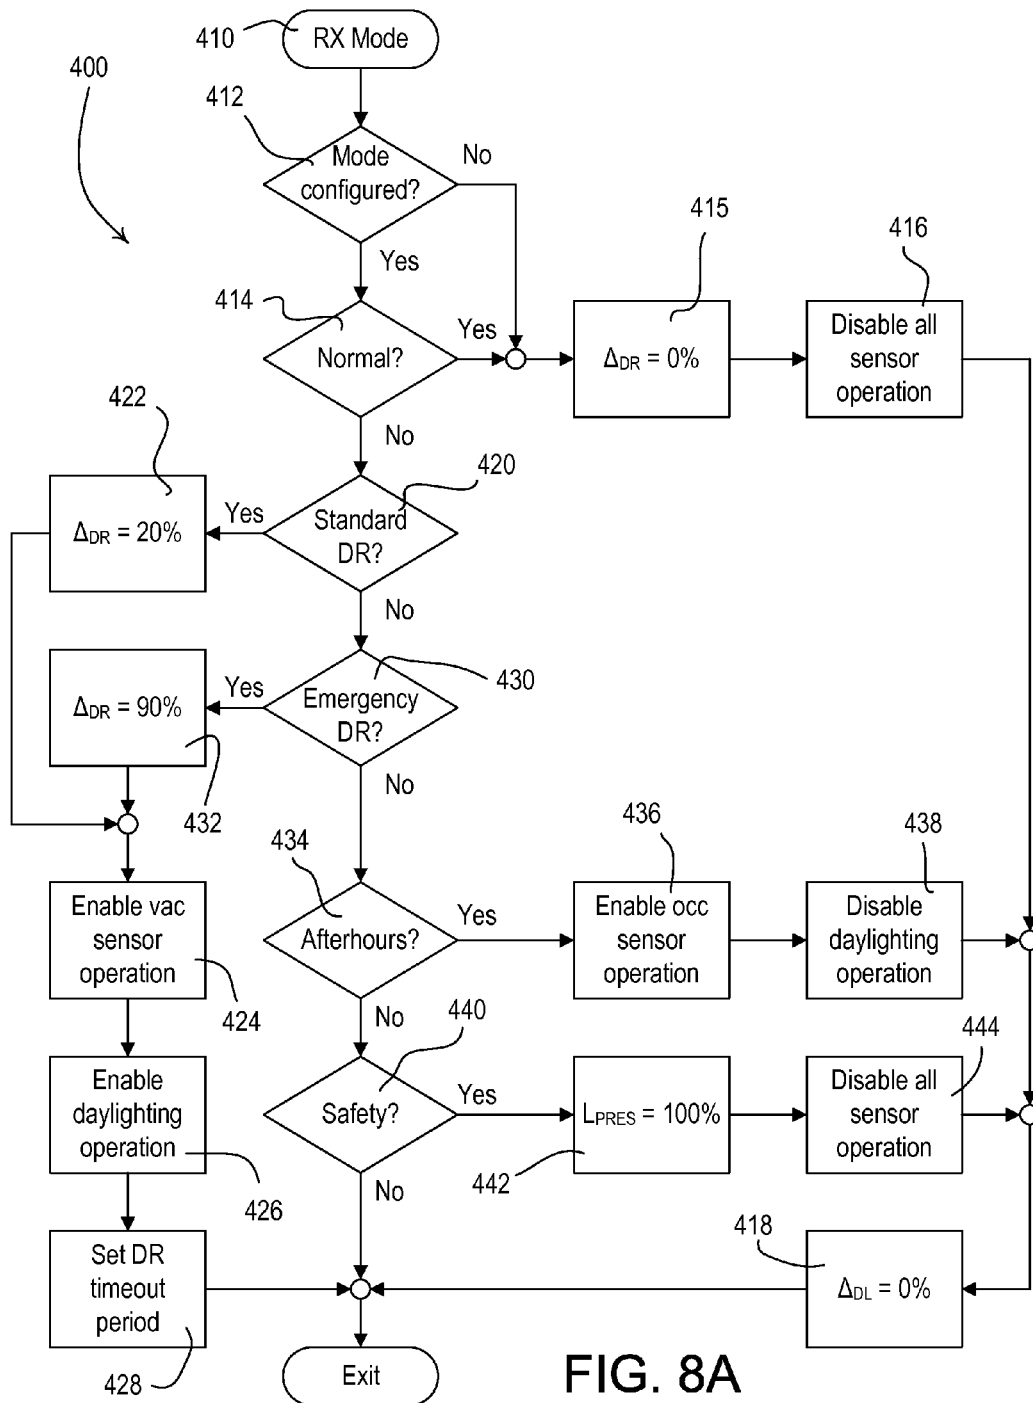 410
RX Mode
400
412
Mode
configured?
No
Yes
414
Normal?
Yes
415
ΔDR = 0%
416
Disable all
sensor
operation
No
422
ΔDR = 20%
Yes
420
Standard
DR?
No
ΔDR = 90%
432
Yes
430
Emergency
DR?
No
434
Afterhours?
Yes
436
Enable occ
sensor
operation
438
Disable
daylighting
operation
Enable vac
sensor
operation
424
No
440
Safety?
Yes
LPRES = 100%
442
444
Disable all
sensor
operation
Enable
daylighting
operation
426
No
418
ΔDL = 0%
Set DR
timeout
period
428
Exit
FIG. 8A